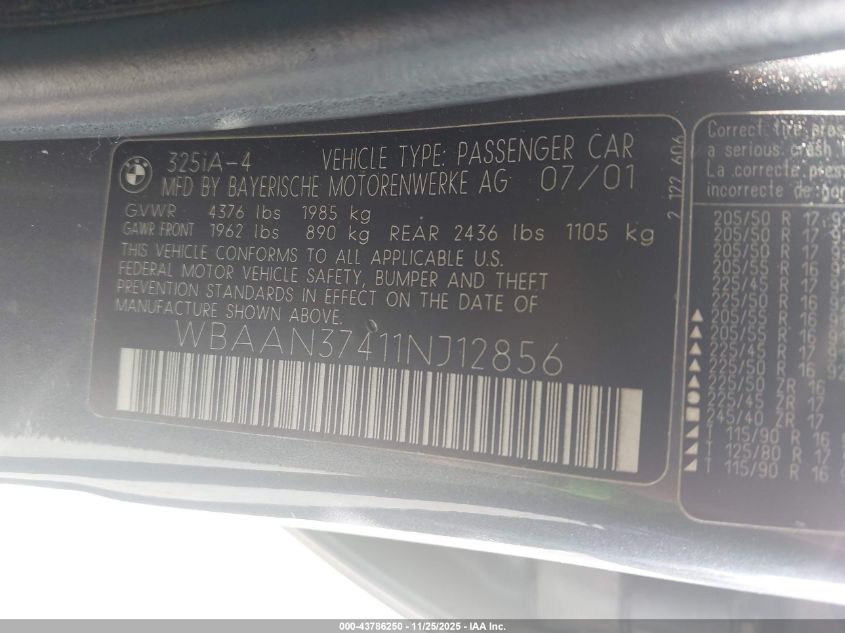 325iA-4 VEHICLE TYPE: PASSENGER CAR
MFD BY BAYERISCHE MOTORENWERKE AG 07/01
GVWR 4376 lbs 1985 kg
GAWR FRONT 1962 lbs 890 kg REAR 2436 lbs 1105 kg
THIS VEHICLE CONFORMS TO ALL APPLICABLE U.S.
FEDERAL MOTOR VEHICLE SAFETY, BUMPER AND THEFT
PREVENTION STANDARDS IN EFFECT ON THE DATE OF
MANUFACTURE SHOWN ABOVE.
WBAAN37411NJ12856
2 122 606
Correct tire pres
a serious crash
La correcte pres
incorrecte de
205/50 R 17
205/50 R 17
205/50 R 17
205/55 R 16
205/55 R 16
225/45 R 17
225/50 R 16
225/50 R 16
225/45 R 17
225/50 R 16 92
225/50 ZR 16
225/45 ZR 17
245/40 ZR 17
T 115/90 R 16
T 125/80 R 17
T 115/90 R 16
000-43786250 - 11/25/2025 - IAA Inc.